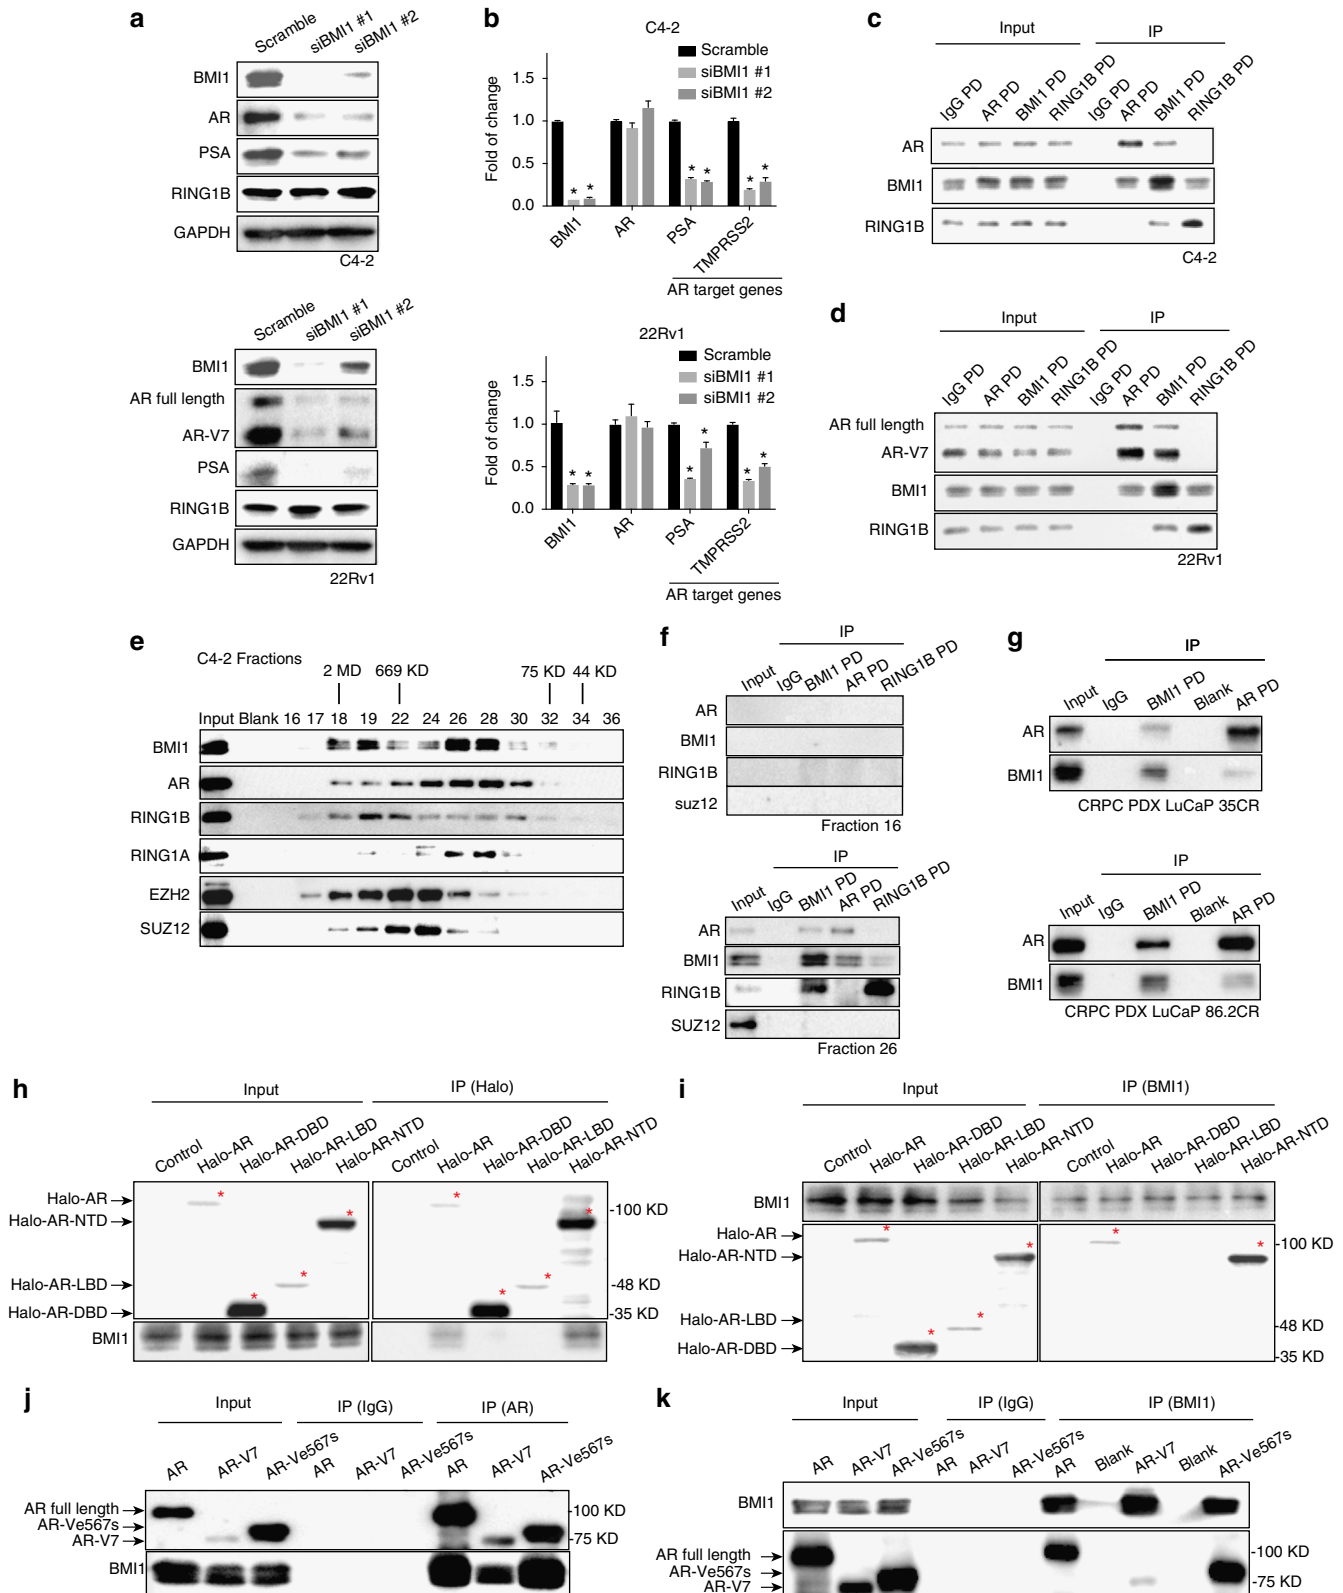 a
Scramble
siBMI1 #1
siBMI1 #2
BMI1
AR
PSA
RING1B
GAPDH
C4-2
Scramble
siBMI1 #1
siBMI1 #2
BMI1
AR full length
AR-V7
PSA
RING1B
GAPDH
22Rv1
b
C4-2
Scramble
siBMI1 #1
siBMI1 #2
Fold of change
1.5
1.0
0.5
0.0
* * * * * *
BMI1
AR
PSA
TMPRSS2
AR target genes
22Rv1
Scramble
siBMI1 #1
siBMI1 #2
Fold of change
1.5
1.0
0.5
0.0
* * * * * *
BMI1
AR
PSA
TMPRSS2
AR target genes
c
Input
IP
IgG PD
AR PD
BMI1 PD
RING1B PD
IgG PD
AR PD
BMI1 PD
RING1B PD
AR
BMI1
RING1B
C4-2
d
Input
IP
IgG PD
AR PD
BMI1 PD
RING1B PD
IgG PD
AR PD
BMI1 PD
RING1B PD
AR full length
AR-V7
BMI1
RING1B
22Rv1
e
C4-2 Fractions
2 MD
669 KD
75 KD
44 KD
Input Blank 16 17 18 19 22 24 26 28 30 32 34 36
BMI1
AR
RING1B
RING1A
EZH2
SUZ12
f
IP
Input
IgG
BMI1 PD
AR PD
RING1B PD
AR
BMI1
RING1B
suz12
Fraction 16
IP
Input
IgG
BMI1 PD
AR PD
RING1B PD
AR
BMI1
RING1B
SUZ12
Fraction 26
g
IP
Input
IgG
BMI1 PD
Blank
AR PD
AR
BMI1
CRPC PDX LuCaP 35CR
IP
Input
IgG
BMI1 PD
Blank
AR PD
AR
BMI1
CRPC PDX LuCaP 86.2CR
h
Input
IP (Halo)
Control
Halo-AR
Halo-AR-DBD
Halo-AR-LBD
Halo-AR-NTD
Control
Halo-AR
Halo-AR-DBD
Halo-AR-LBD
Halo-AR-NTD
Halo-AR
Halo-AR-NTD
Halo-AR-LBD
Halo-AR-DBD
BMI1
* * * * * * * *
-100 KD
-48 KD
-35 KD
i
Input
IP (BMI1)
Control
Halo-AR
Halo-AR-DBD
Halo-AR-LBD
Halo-AR-NTD
Control
Halo-AR
Halo-AR-DBD
Halo-AR-LBD
Halo-AR-NTD
BMI1
Halo-AR
Halo-AR-NTD
Halo-AR-LBD
Halo-AR-DBD
* * * * * *
-100 KD
-48 KD
-35 KD
j
Input
IP (IgG)
IP (AR)
AR
AR-V7
AR-Ve567s
AR
AR-V7
AR-Ve567s
AR
AR-V7
AR-Ve567s
AR full length
AR-Ve567s
AR-V7
BMI1
-100 KD
-75 KD
k
Input
IP (IgG)
IP (BMI1)
AR
AR-V7
AR-Ve567s
AR
AR-V7
AR-Ve567s
AR
Blank
AR-V7
Blank
AR-Ve567s
BMI1
AR full length
AR-Ve567s
AR-V7
-100 KD
-75 KD